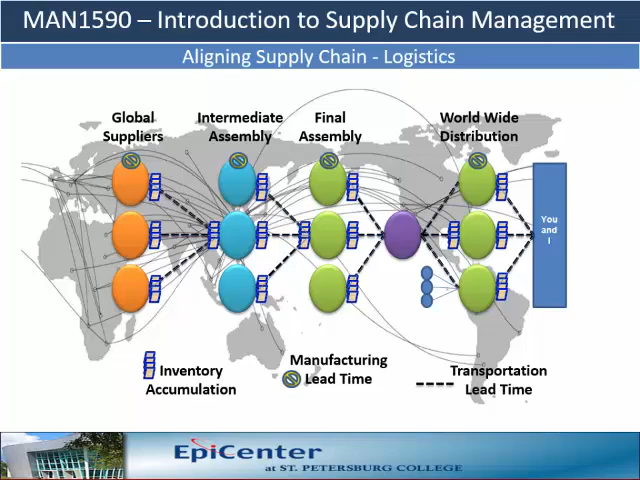 MAN1590 – Introduction to Supply Chain Management
Aligning Supply Chain - Logistics
Global
Suppliers
Intermediate
Assembly
Final
Assembly
World Wide
Distribution
You
and
I
Inventory
Accumulation
Manufacturing
Lead Time
Transportation
Lead Time
EpiCenter
at ST. PETERSBURG COLLEGE